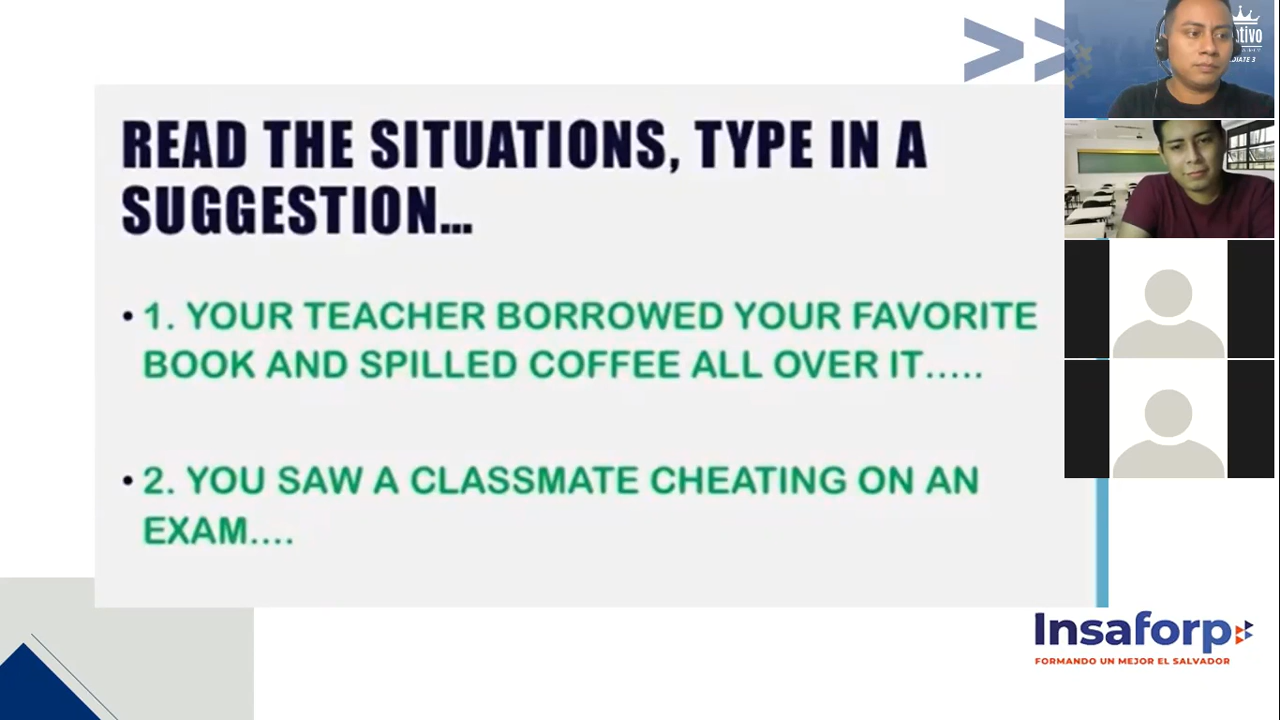 READ THE SITUATIONS, TYPE IN A
SUGGESTION...
• 1. YOUR TEACHER BORROWED YOUR FAVORITE
BOOK AND SPILLED COFFEE ALL OVER IT.....
• 2. YOU SAW A CLASSMATE CHEATING ON AN
EXAM....
Insaforp
FORMANDO UN MEJOR EL SALVADOR